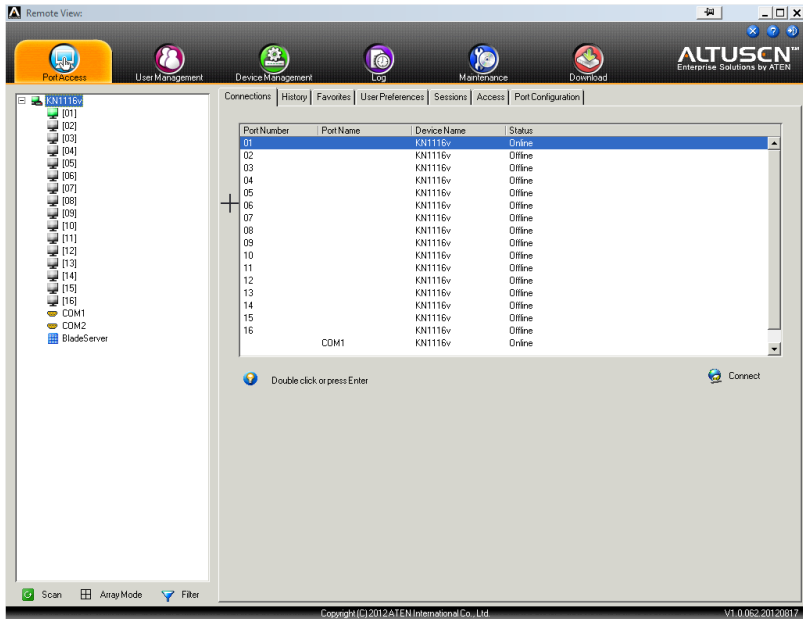 Remote View:
Port Access
User Management
Device Management
Log
Maintenance
Download
ALTUSEN™
Enterprise Solutions by ATEN
KN1116v
[01]
[02]
[03]
[04]
[05]
[06]
[07]
[08]
[09]
[10]
[11]
[12]
[13]
[14]
[15]
[16]
COM1
COM2
BladeServer
Scan Array Mode Filter
Connections History Favorites User Preferences Sessions Access Port Configuration
Port Number Port Name Device Name Status
01 KN1116v Online
02 KN1116v Offline
03 KN1116v Offline
04 KN1116v Offline
05 KN1116v Offline
06 KN1116v Offline
07 KN1116v Offline
08 KN1116v Offline
09 KN1116v Offline
10 KN1116v Offline
11 KN1116v Offline
12 KN1116v Offline
13 KN1116v Offline
14 KN1116v Offline
15 KN1116v Offline
16 KN1116v Offline
COM1 KN1116v Online
Double click or press Enter
Connect
Copyright (C) 2012 ATEN International Co., Ltd.
V1.0.062.20120817